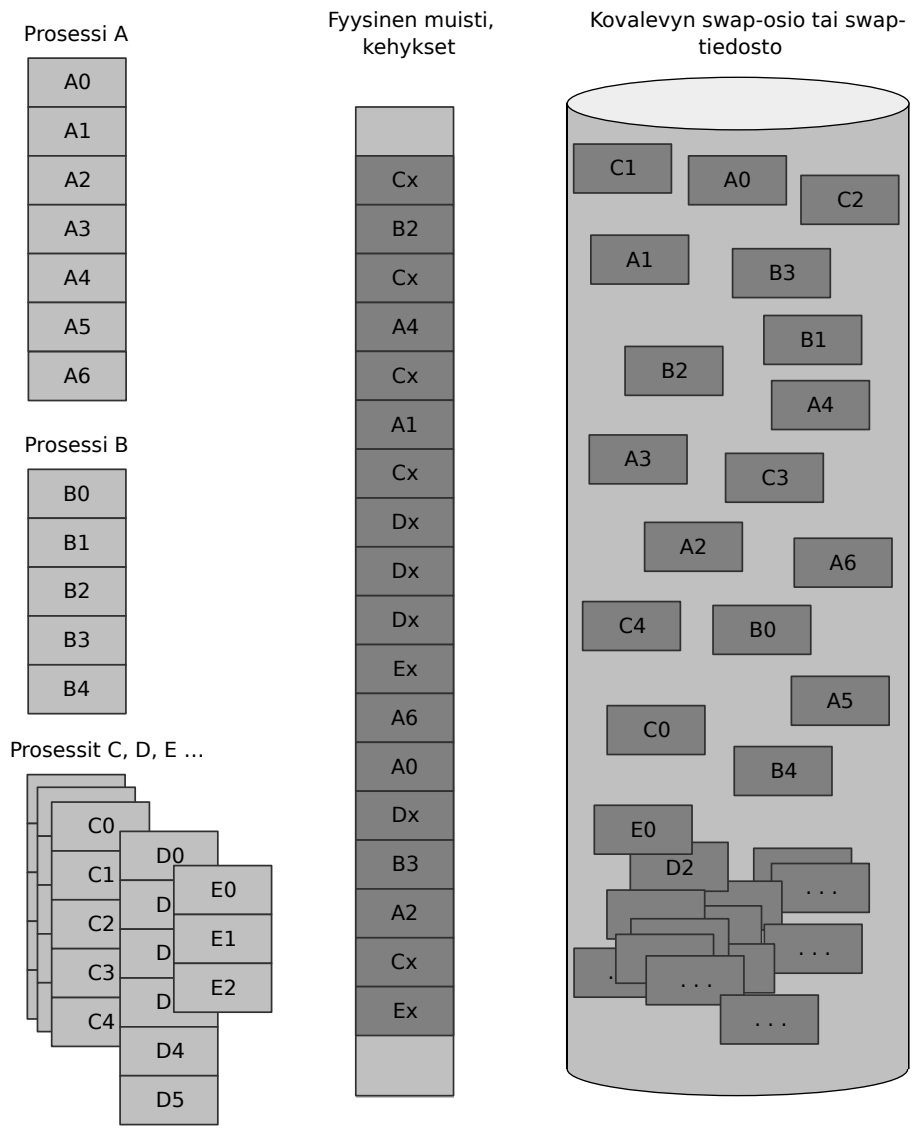 Prosessi A
A0
A1
A2
A3
A4
A5
A6
Prosessi B
B0
B1
B2
B3
B4
Prosessit C, D, E ...
C0
C1
C2
C3
C4
D0
D
D
D
D4
D5
E0
E1
E2
Fyysinen muisti,
kehykset
Cx
B2
Cx
A4
Cx
A1
Cx
Dx
Dx
Dx
Ex
A6
A0
Dx
B3
A2
Cx
Ex
Kovalevyn swap-osio tai swap-
tiedosto
C1
A0
C2
A1
B3
B1
B2
A4
A3
C3
A2
A6
C4
B0
A5
C0
B4
E0
D2
. . .
. . .
.
. . .
. . .